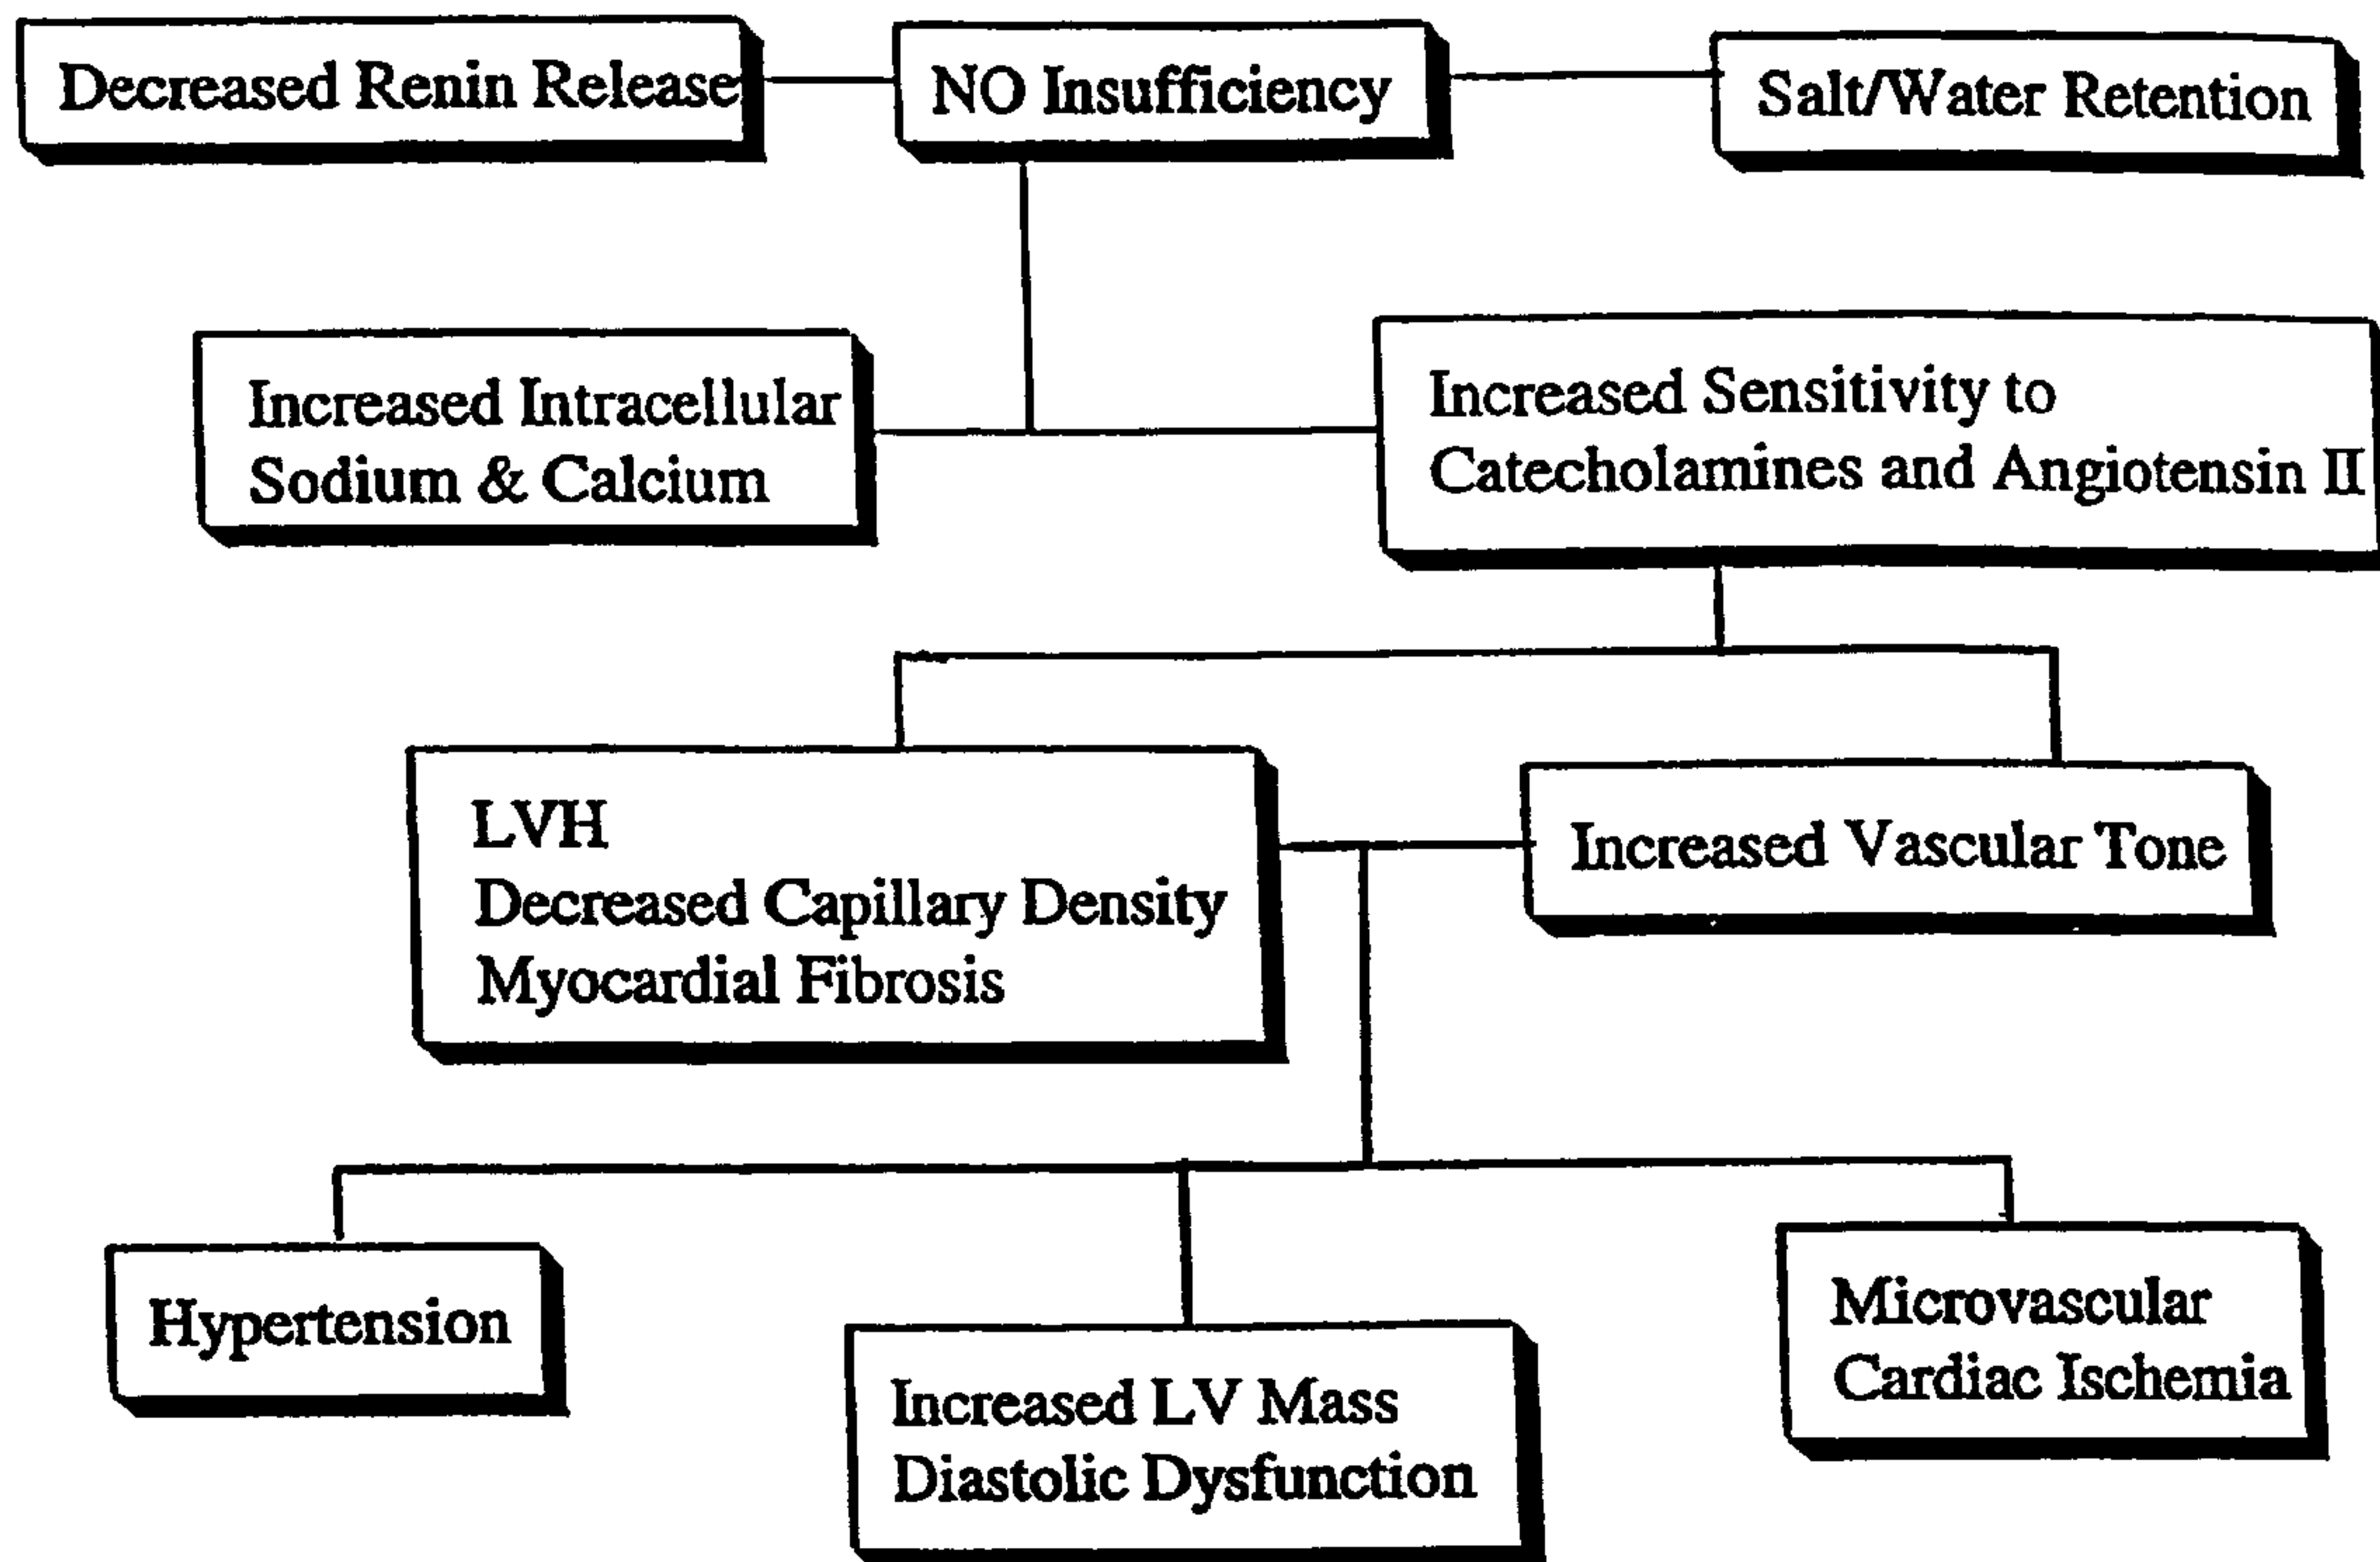 Decreased Renin Release
NO Insufficiency
Salt/Water Retention
Increased Intracellular
Sodium & Calcium
Increased Sensitivity to
Catecholamines and Angiotensin II
LVH
Decreased Capillary Density
Myocardial Fibrosis
Increased Vascular Tone
Hypertension
Increased LV Mass
Diastolic Dysfunction
Microvascular
Cardiac Ischemia